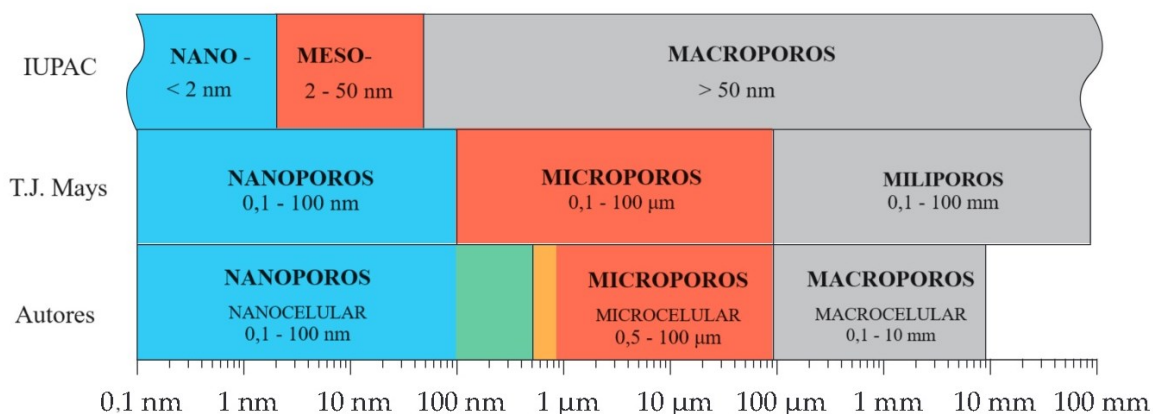 IUPAC
NANO - MESO- MACROPOROS
< 2 nm 2 - 50 nm > 50 nm
T.J. Mays
NANOPOROS MICROPOROS MILIPOROS
0,1 - 100 nm 0,1 - 100 μm 0,1 - 100 mm
Autores
NANOPOROS MICROPOROS MACROPOROS
NANOCELULAR MICROCELULAR MACROCELULAR
0,1 - 100 nm 0,5 - 100 μm 0,1 - 10 mm
0,1 nm 1 nm 10 nm 100 nm 1 μm 10 μm 100 μm 1 mm 10 mm 100 mm